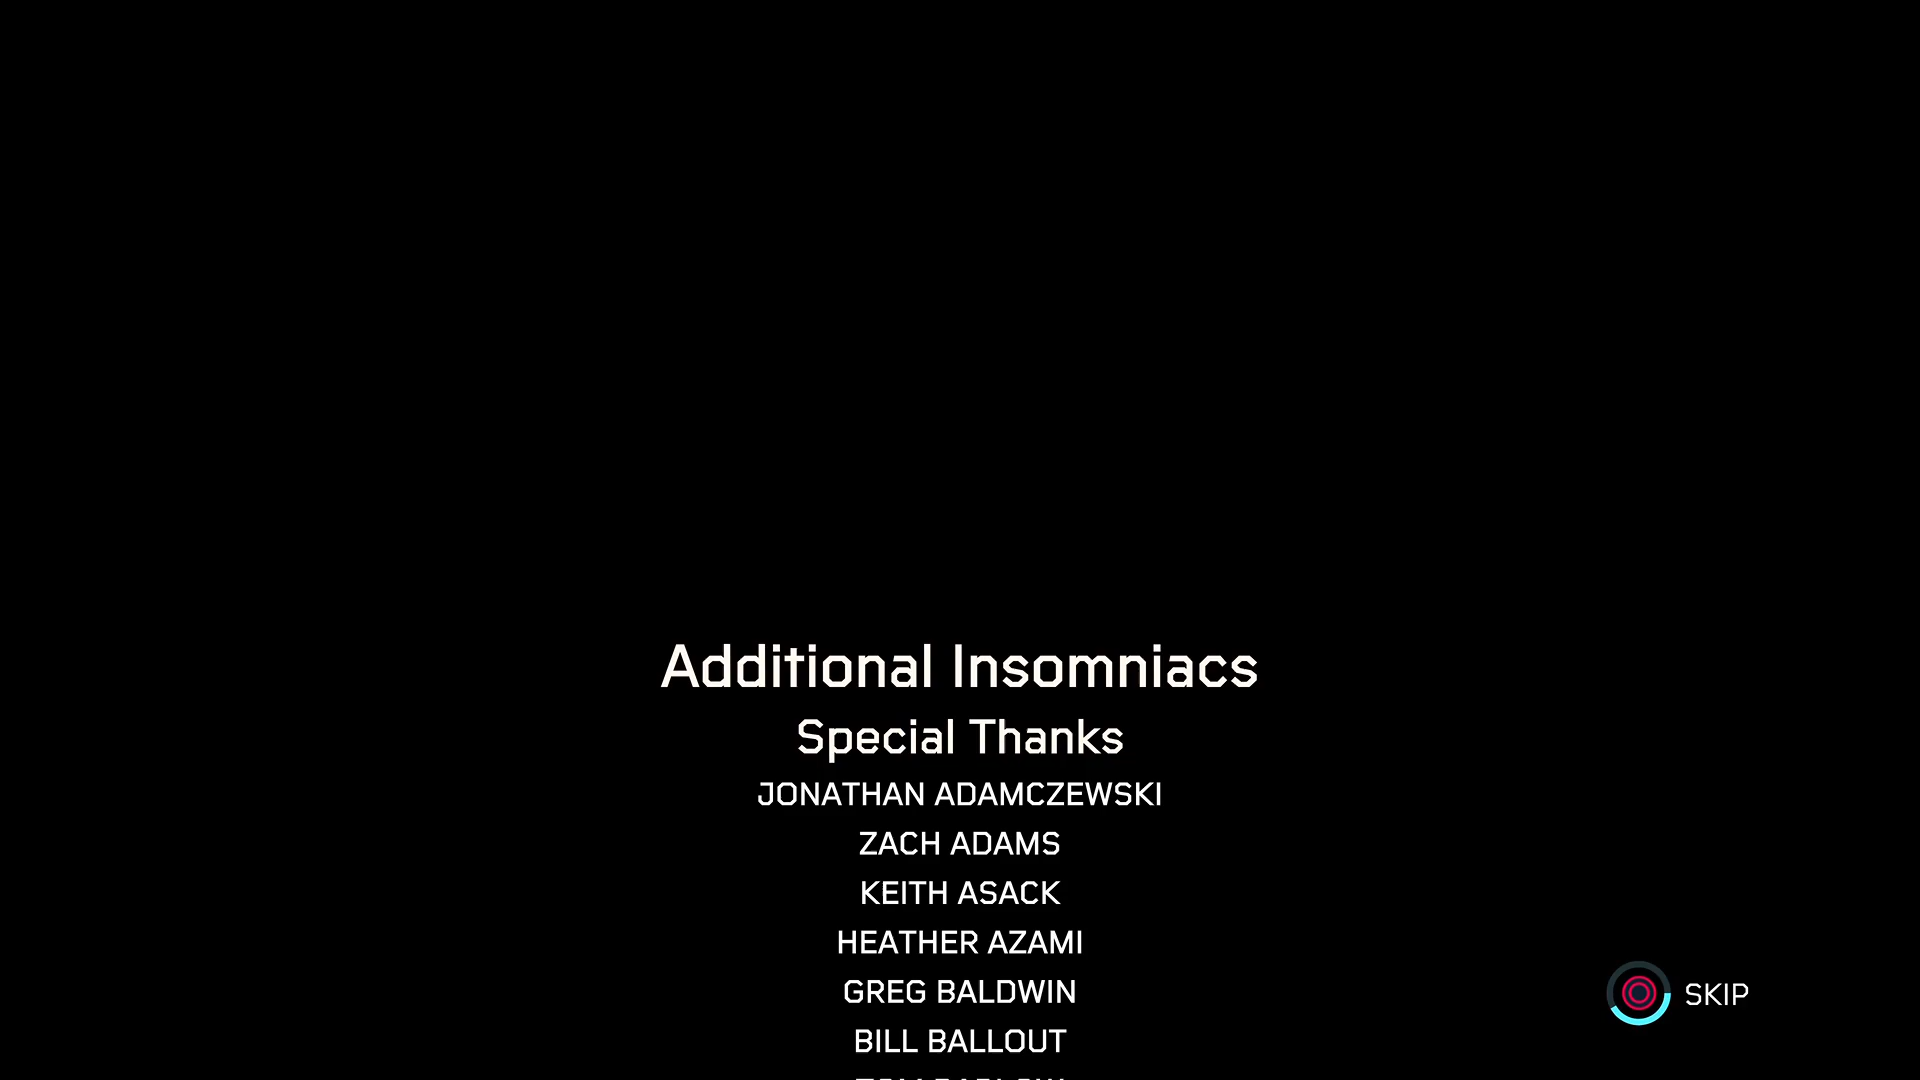 Additional Insomniacs
Special Thanks
JONATHAN ADAMCZEWSKI
ZACH ADAMS
KEITH ASACK
HEATHER AZAMI
GREG BALDWIN
BILL BALLOUT
SKIP